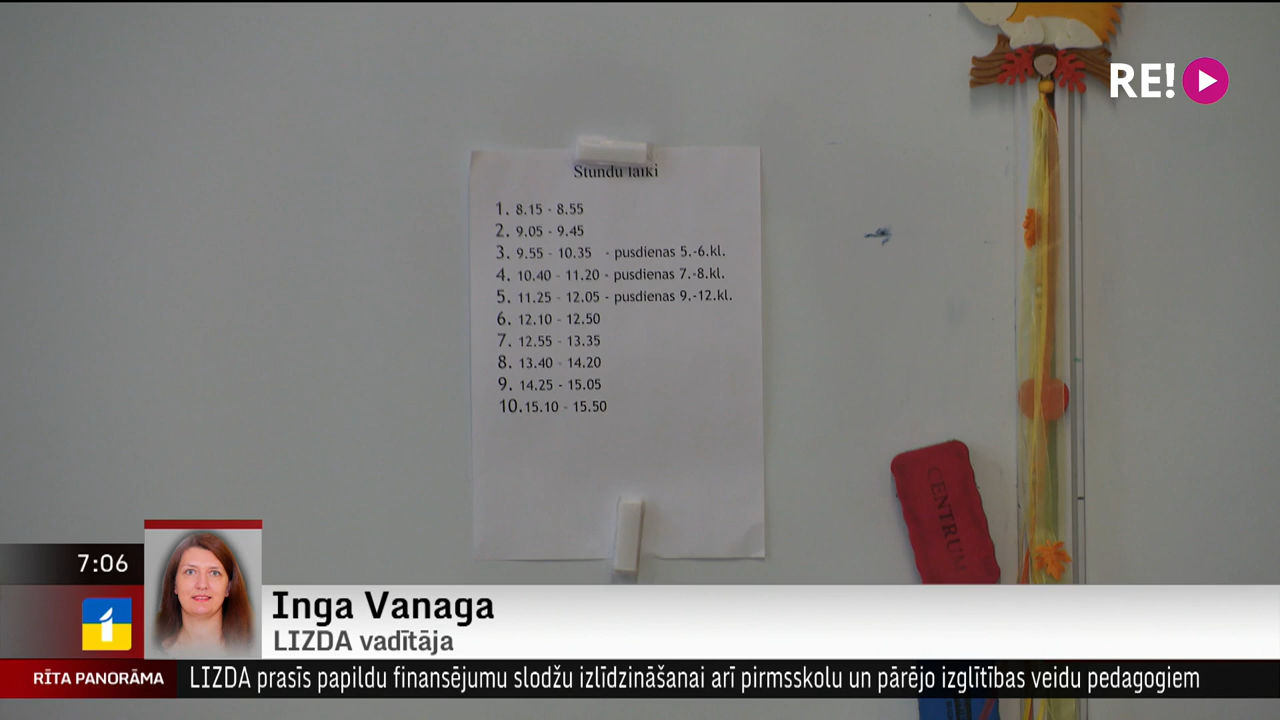 RE!
Stundu laiki
1. 8.15 - 8.55
2. 9.05 - 9.45
3. 9.55 - 10.35 - pusdienas 5.-6.kl.
4. 10.40 - 11.20 - pusdienas 7.-8.kl.
5. 11.25 - 12.05 - pusdienas 9.-12.kl.
6. 12.10 - 12.50
7. 12.55 - 13.35
8. 13.40 - 14.20
9. 14.25 - 15.05
10.15.10 - 15.50
CENTRUM
7:06
1
Inga Vanaga
LIZDA vadītāja
RĪTA PANORĀMA
LIZDA prasīs papildu finansējumu slodžu izlīdzināšanai arī pirmsskolu un pārējo izglītības veidu pedagogiem